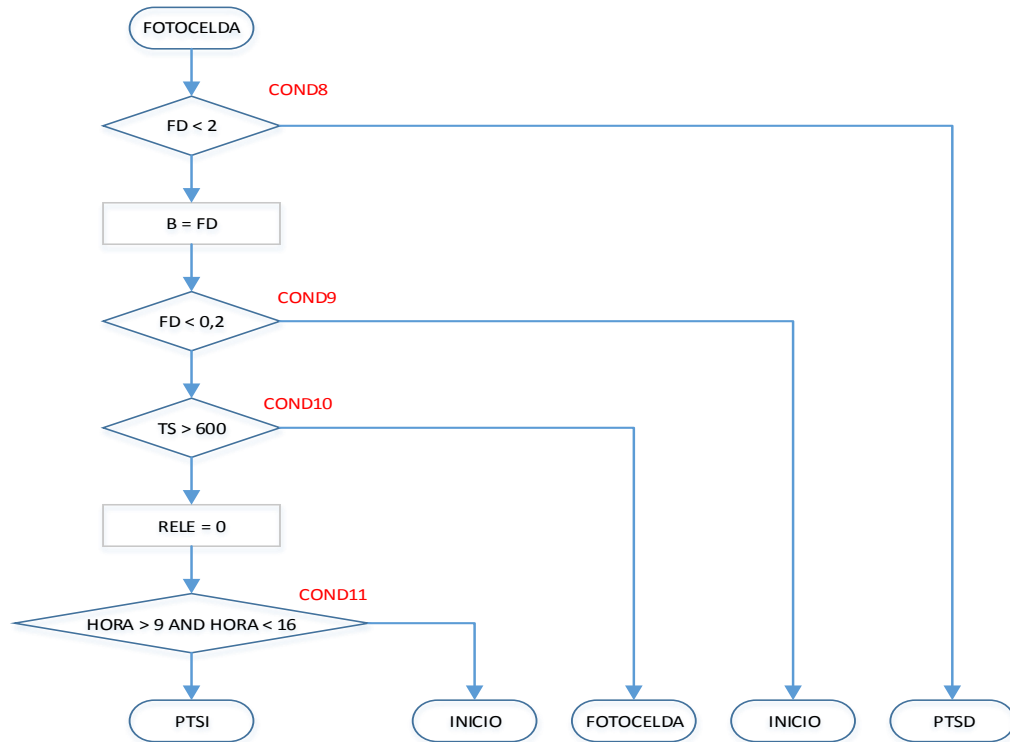 FOTOCELDA
COND8
FD < 2
B = FD
COND9
FD < 0,2
COND10
TS > 600
RELE = 0
COND11
HORA > 9 AND HORA < 16
PTSI
INICIO
FOTOCELDA
INICIO
PTSD